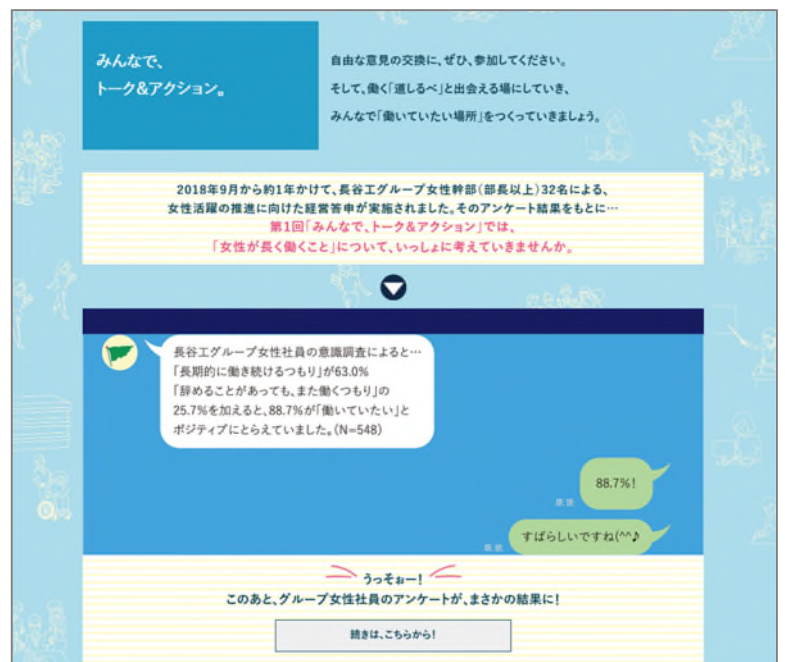 みんなで、
トーク&アクション。
自由な意見の交換に、ぜひ、参加してください。
そして、働く「道しるべ」と出会える場にしていき、
みんなで「働いていたい場所」をつくっていきましょう。
2018年9月から約1年かけて、長谷工グループ女性幹部(部長以上)32名による、
女性活躍の推進に向けた経営答申が実施されました。そのアンケート結果をもとに…
第1回「みんなで、トーク&アクション」では、
「女性が長く働くこと」について、いっしょに考えていきませんか。
長谷工グループ女性社員の意識調査によると…
「長期的に働き続けるつもり」が63.0%
「辞めることがあっても、また働くつもり」の
25.7%を加えると、88.7%が「働いていたい」と
ポジティブにとらえていました。(N=548)
88.7%!
すばらしいですね(^^♪
うっそぉー!
このあと、グループ女性社員のアンケートが、まさかの結果に!
続きは、こちらから!